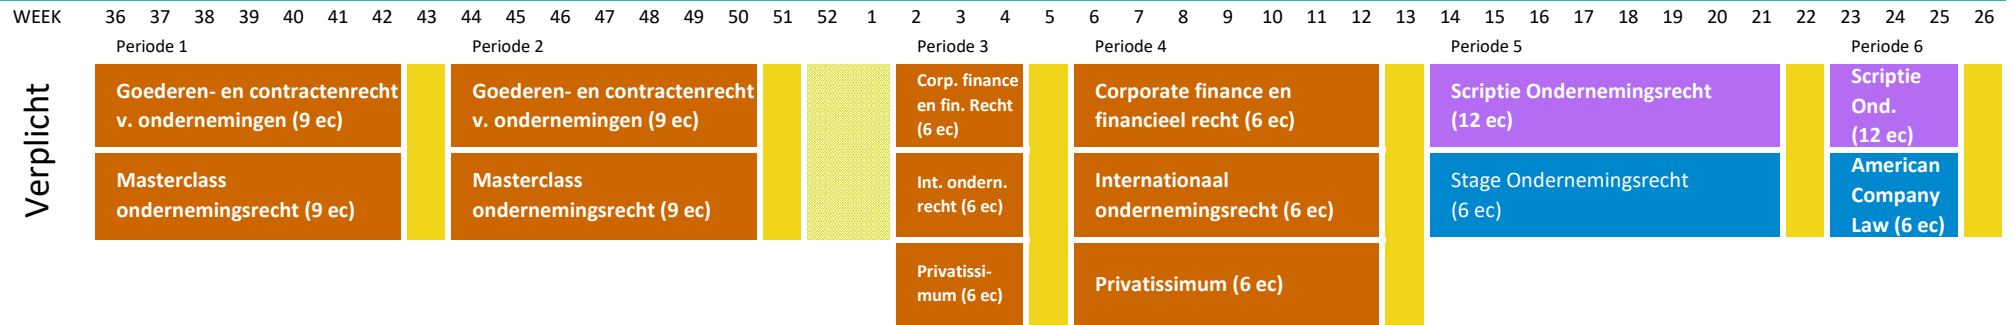 WEEK 36 37 38 39 40 41 42 43 44 45 46 47 48 49 50 51 52 1 2 3 4 5 6 7 8 9 10 11 12 13 14 15 16 17 18 19 20 21 22 23 24 25 26
Periode 1 Periode 2 Periode 3 Periode 4 Periode 5 Periode 6
Verplicht
Goederen- en contractenrecht
v. ondernemingen (9 ec)
Goederen- en contractenrecht
v. ondernemingen (9 ec)
Corp. finance
en fin. Recht
(6 ec)
Corporate finance en
financieel recht (6 ec)
Scriptie Ondernemingsrecht
(12 ec)
Scriptie
Ond.
(12 ec)
Masterclass
ondernemingsrecht (9 ec)
Masterclass
ondernemingsrecht (9 ec)
Int. ondern.
recht (6 ec)
Internationaal
ondernemingsrecht (6 ec)
Stage Ondernemingsrecht
(6 ec)
American
Company
Law (6 ec)
Privatissi-
mum (6 ec)
Privatissimum (6 ec)